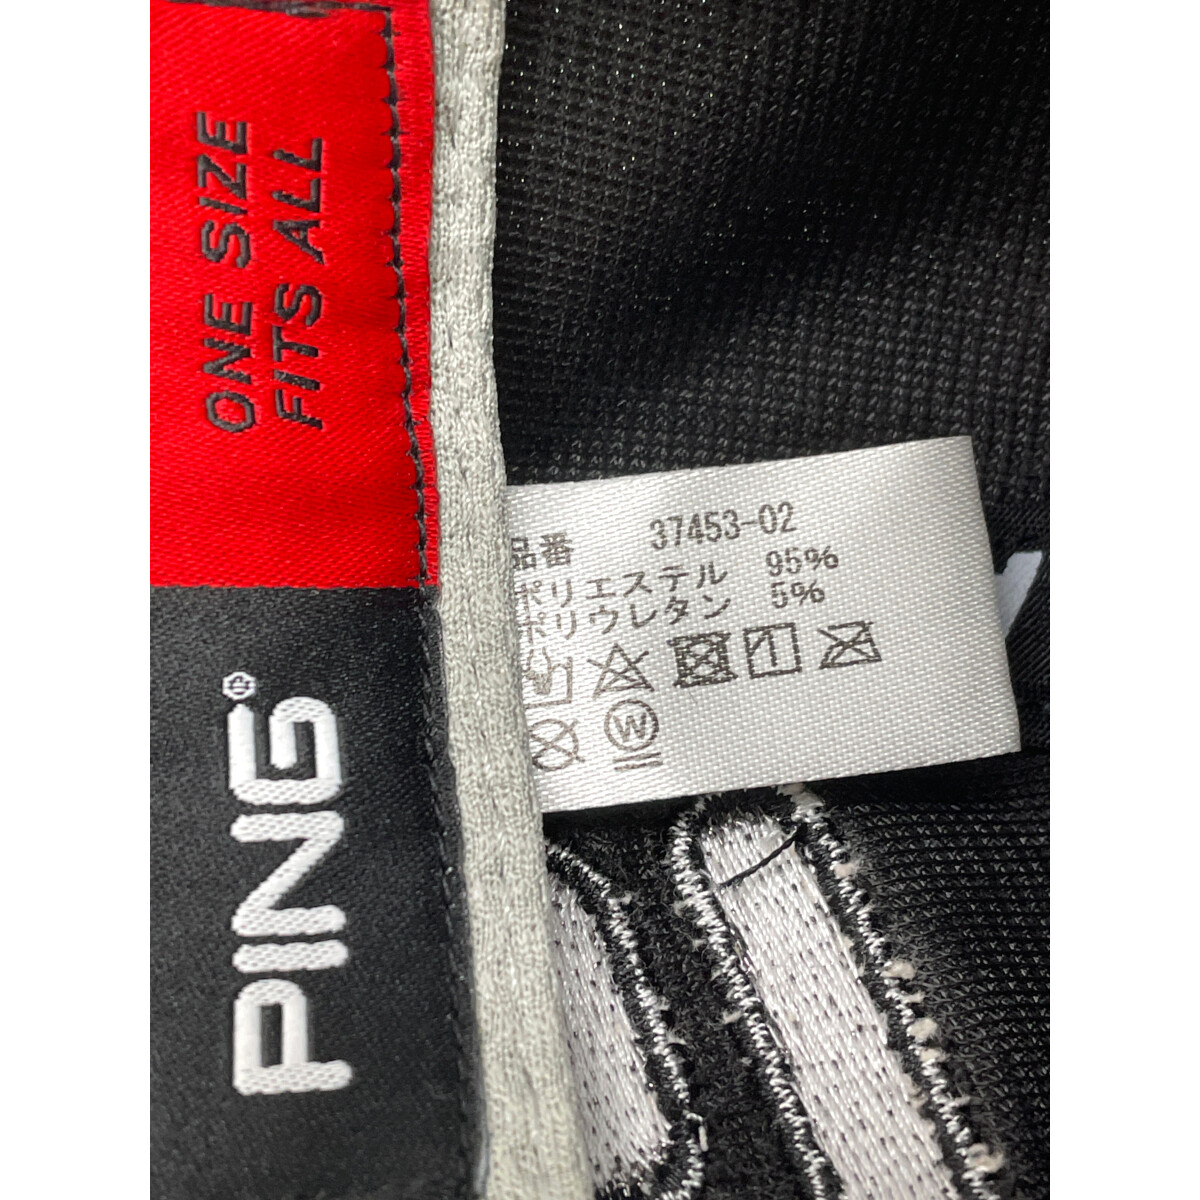 ONE SIZE
FITS ALL
PING®
品番 37453-02
ポリエステル 95%
ポリウレタン 5%
W